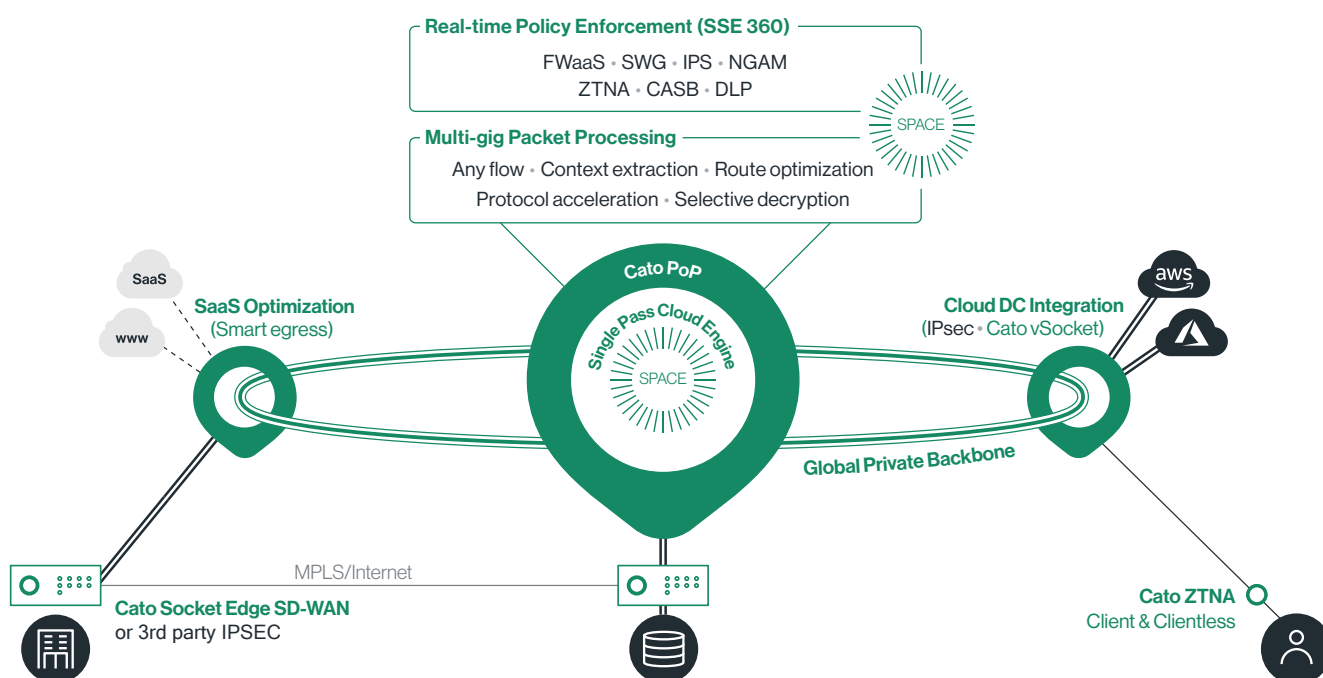 Real-time Policy Enforcement (SSE 360)
FWaaS • SWG • IPS • NGAM
ZTNA • CASB • DLP
SPACE
Multi-gig Packet Processing
Any flow • Context extraction • Route optimization
Protocol acceleration • Selective decryption
Cato PoP
Single Pass Cloud Engine
SPACE
SaaS
www
SaaS Optimization
(Smart egress)
aws
Cloud DC Integration
(IPsec • Cato vSocket)
Global Private Backbone
MPLS/Internet
Cato Socket Edge SD-WAN
or 3rd party IPSEC
Cato ZTNA
Client & Clientless